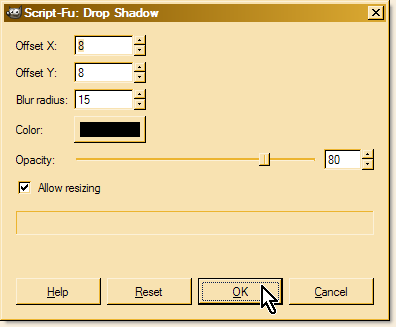 Script-Fu: Drop Shadow
Offset X: 8
Offset Y: 8
Blur radius: 15
Color:
Opacity: 80
Allow resizing
Help Reset OK Cancel